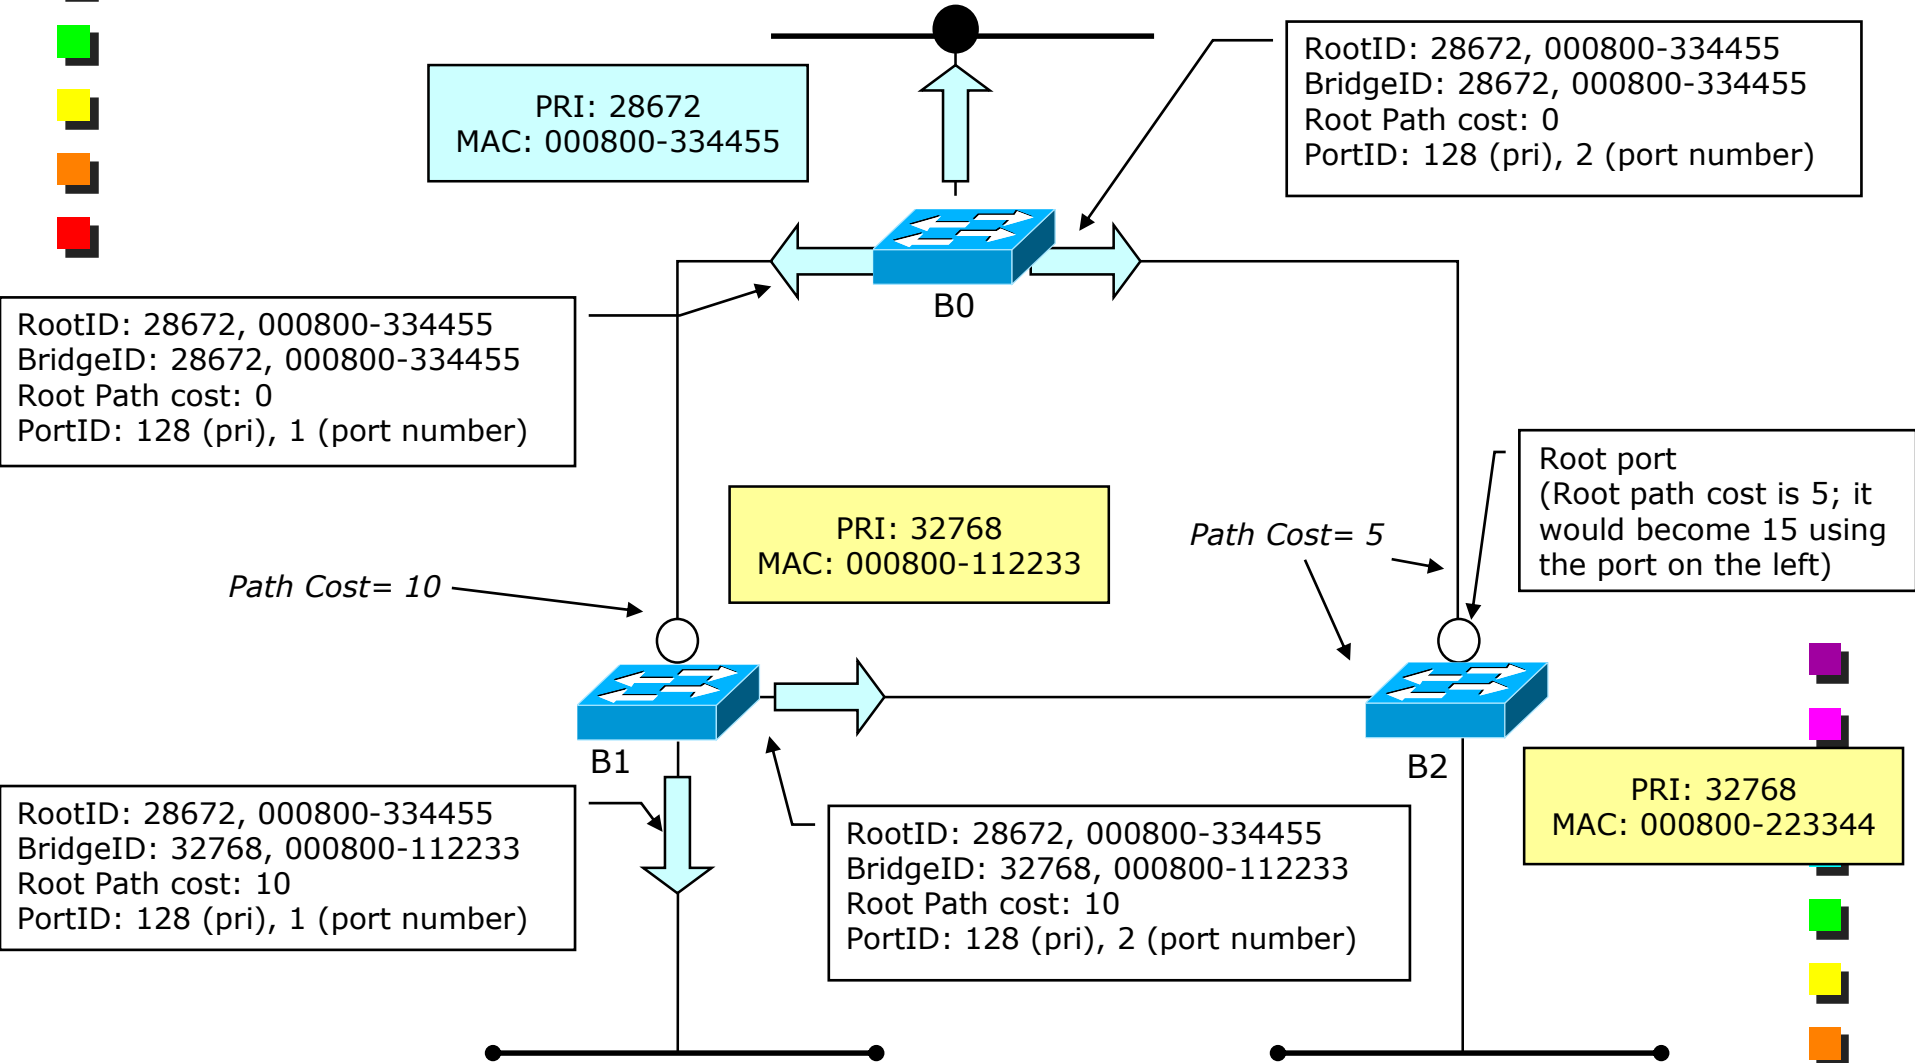 PRI: 28672
MAC: 000800-334455
RootID: 28672, 000800-334455
BridgeID: 28672, 000800-334455
Root Path cost: 0
PortID: 128 (pri), 2 (port number)
B0
RootID: 28672, 000800-334455
BridgeID: 28672, 000800-334455
Root Path cost: 0
PortID: 128 (pri), 1 (port number)
Root port
(Root path cost is 5; it
would become 15 using
the port on the left)
PRI: 32768
MAC: 000800-112233
Path Cost= 5
Path Cost= 10
B1
B2
PRI: 32768
MAC: 000800-223344
RootID: 28672, 000800-334455
BridgeID: 32768, 000800-112233
Root Path cost: 10
PortID: 128 (pri), 1 (port number)
RootID: 28672, 000800-334455
BridgeID: 32768, 000800-112233
Root Path cost: 10
PortID: 128 (pri), 2 (port number)